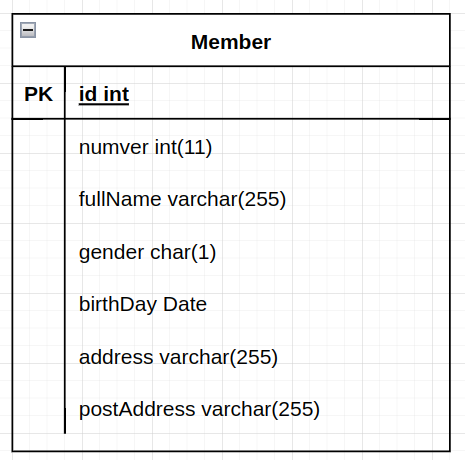 Member
PK id int
numver int(11)
fullName varchar(255)
gender char(1)
birthDay Date
address varchar(255)
postAddress varchar(255)